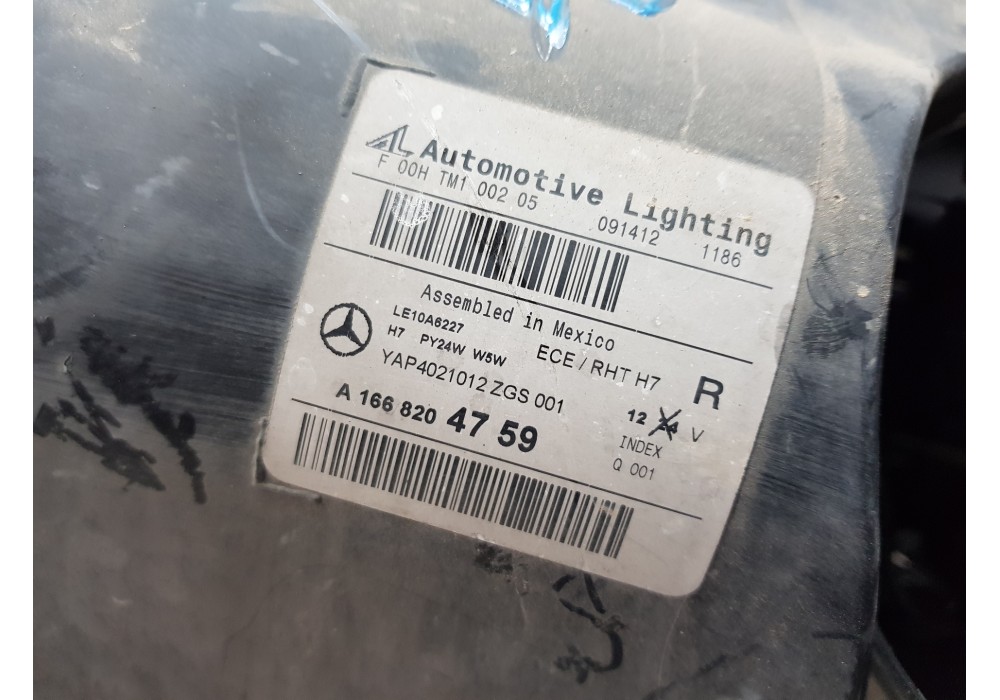 AL Automotive Lighting
F 00H TM1 002 05 091412 1186
Assembled in Mexico
LE10A6227
H7 PY24W W5W ECE / RHT H7 R
YAP4021012 ZGS 001
12 24 V
A 166 820 47 59
INDEX
Q 001